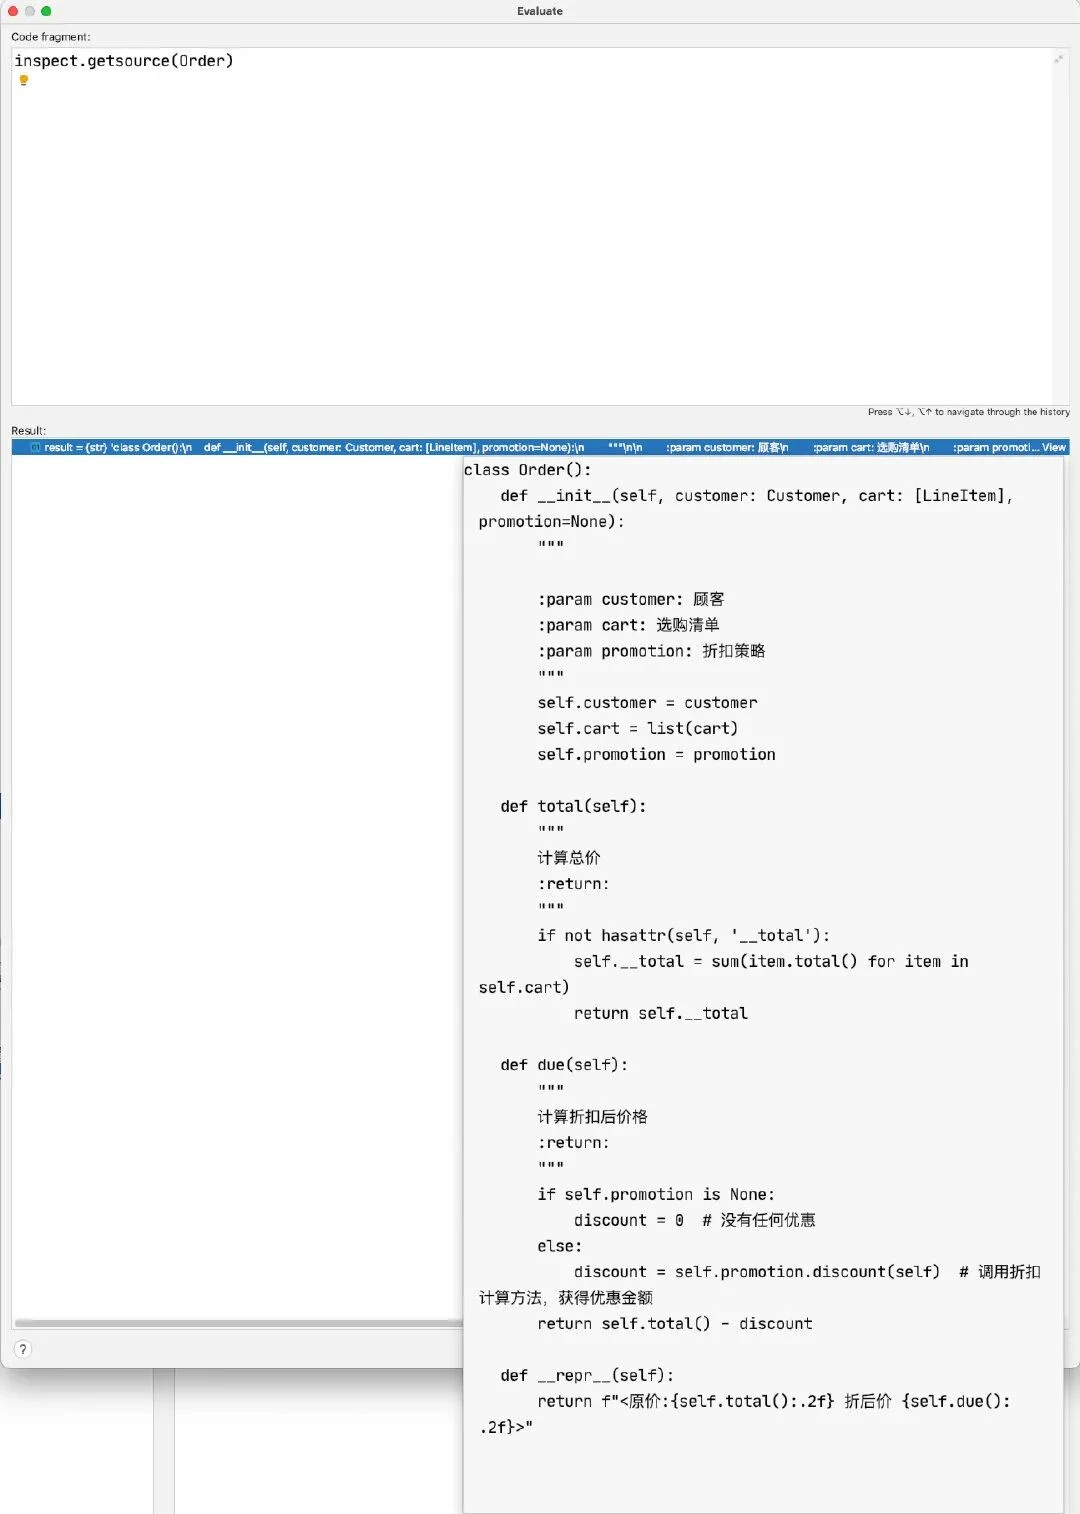 Evaluate
Code fragment:
inspect.getsource(Order)
Press ⌥↓, ⌥↑ to navigate through the history
Result:
01 result = {str} 'class Order():\n    def __init__(self, customer: Customer, cart: [LineItem], promotion=None):\n        """\n\n        :param customer: 顾客\n        :param cart: 选购清单\n        :param promoti... View
class Order():
    def __init__(self, customer: Customer, cart: [LineItem],
promotion=None):
        """
        :param customer: 顾客
        :param cart: 选购清单
        :param promotion: 折扣策略
        """
        self.customer = customer
        self.cart = list(cart)
        self.promotion = promotion
    def total(self):
        """
        计算总价
        :return:
        """
        if not hasattr(self, '__total'):
            self.__total = sum(item.total() for item in
self.cart)
            return self.__total
    def due(self):
        """
        计算折扣后价格
        :return:
        """
        if self.promotion is None:
            discount = 0  # 没有任何优惠
        else:
            discount = self.promotion.discount(self)  # 调用折扣
计算方法，获得优惠金额
        return self.total() - discount
    def __repr__(self):
        return f"<原价:{self.total():.2f} 折后价 {self.due():
.2f}>"
?